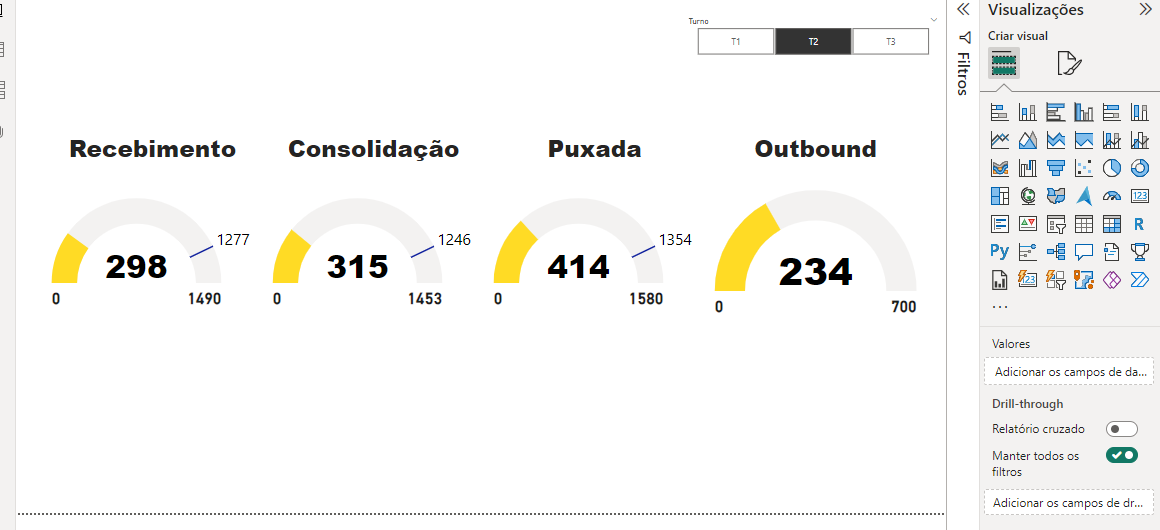 Turno
T1
T2
T3
Recebimento
Consolidação
Puxada
Outbound
1277
298
0
1490
1246
315
0
1453
1354
414
0
1580
234
0
700
Filtros
Visualizações
Criar visual
123
R
Py
123
...
Valores
Adicionar os campos de da...
Drill-through
Relatório cruzado
Manter todos os
filtros
Adicionar os campos de dr...